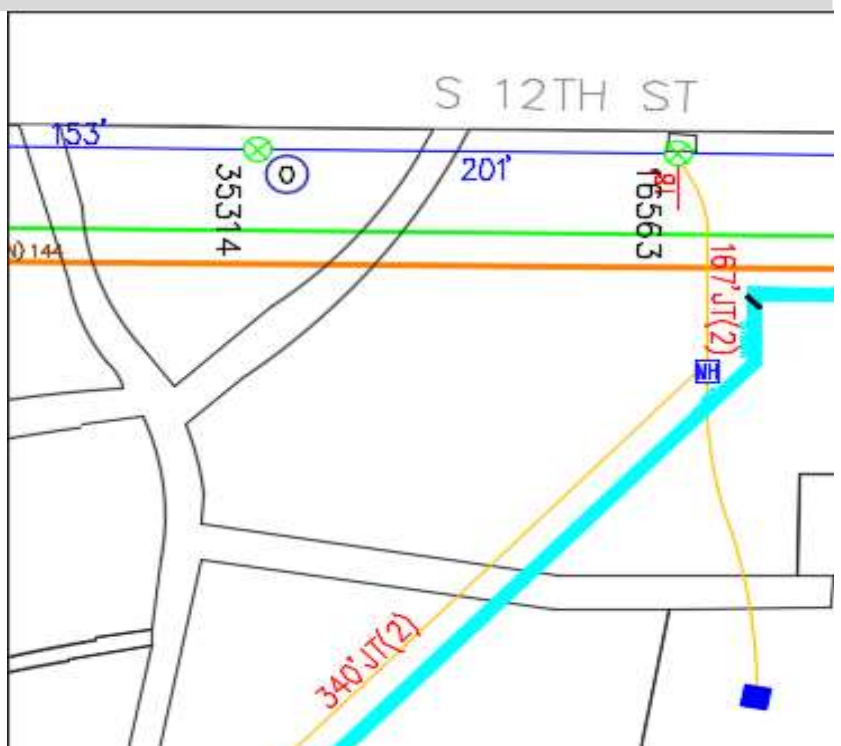 S 12TH ST
153'
201'
35314
16563
N) 144
167' JT(2)
NH
340' JT(2)